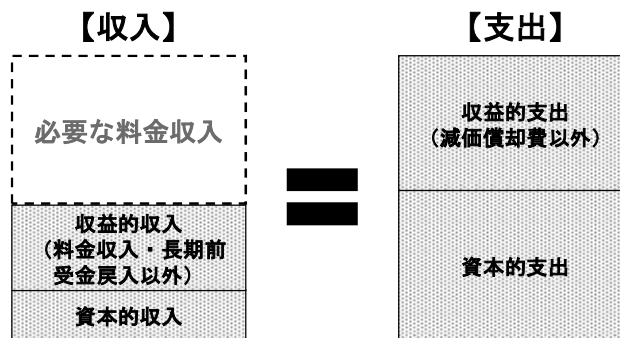 【収入】
必要な料金収入
収益的収入
（料金収入・長期前
受金戻入以外）
資本的収入
【支出】
収益的支出
（減価償却費以外）
資本的支出